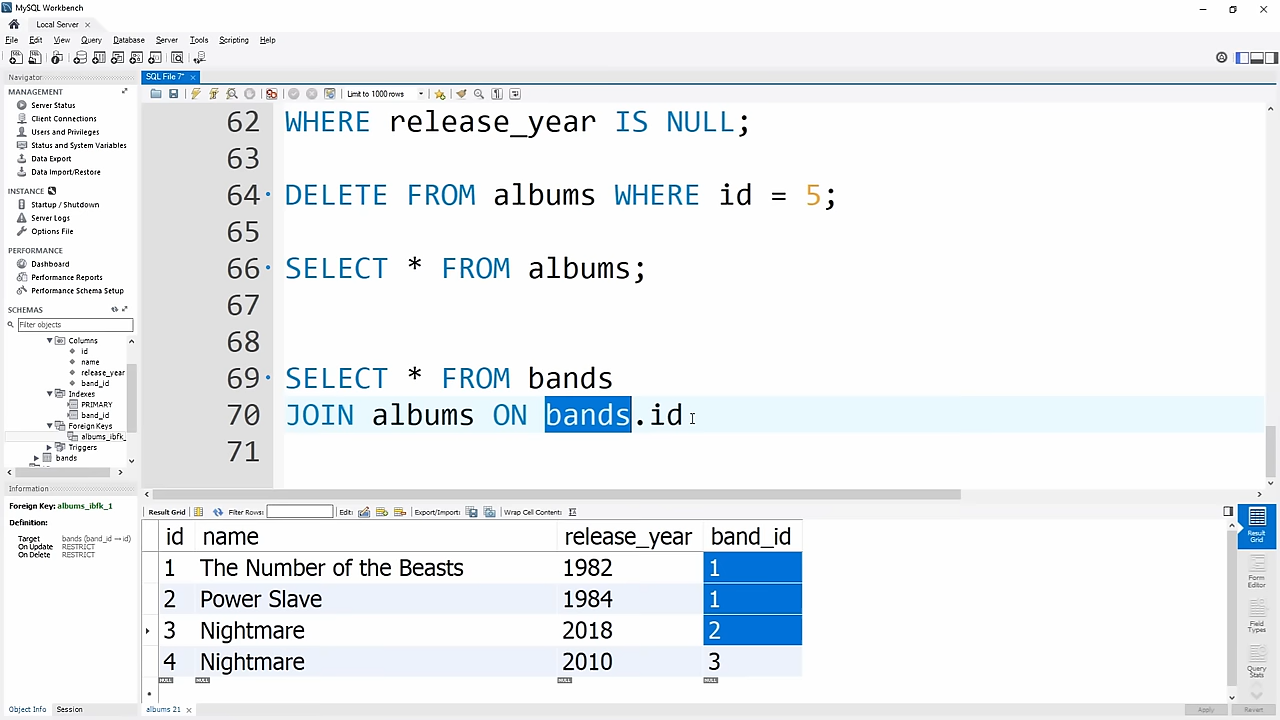 MySQL Workbench
Local Server
File Edit View Query Database Server Tools Scripting Help
Navigator
MANAGEMENT
Server Status
Client Connections
Users and Privileges
Status and System Variables
Data Export
Data Import/Restore
INSTANCE
Startup / Shutdown
Server Logs
Options File
PERFORMANCE
Dashboard
Performance Reports
Performance Schema Setup
SCHEMAS
Filter objects
Columns
id
name
release_year
band_id
Indexes
PRIMARY
band_id
Foreign Keys
albums_ibfk_
Triggers
bands
Information
Foreign Key: albums_ibfk_1
Definition:
Target bands (band_id → id)
On Update RESTRICT
On Delete RESTRICT
Object Info Session
SQL File 7*
Limit to 1000 rows
62 WHERE release_year IS NULL;
63
64 DELETE FROM albums WHERE id = 5;
65
66 SELECT * FROM albums;
67
68
69 SELECT * FROM bands
70 JOIN albums ON bands.id
71
Result Grid Filter Rows: Edit: Export/Import: Wrap Cell Content:
id name release_year band_id
1 The Number of the Beasts 1982 1
2 Power Slave 1984 1
3 Nightmare 2018 2
4 Nightmare 2010 3
NULL NULL NULL NULL
Result Grid
Form Editor
Field Types
Query Stats
albums 21
Apply Revert